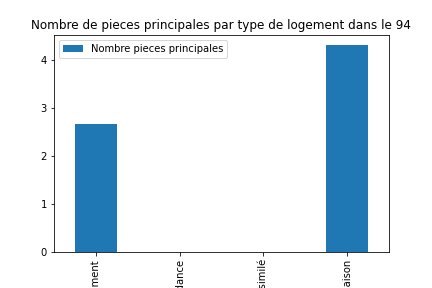 Nombre de pieces principales par type de logement dans le 94
Nombre pieces principales
4
3
2
1
0
ment
dance
similé
aison